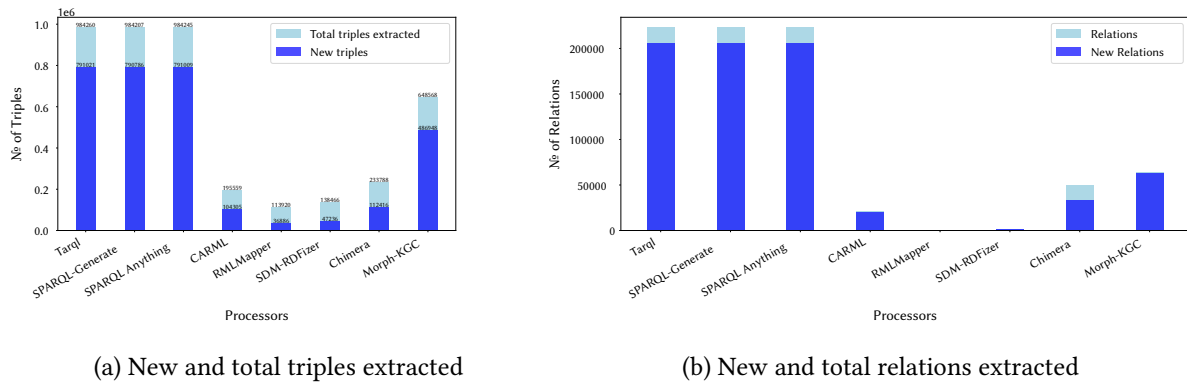 1e6
984260
984207
984245
791021
790786
791009
195559
104305
113920
36886
138466
47236
233788
112416
648568
486948
Total triples extracted
New triples
1.0
0.8
0.6
0.4
0.2
0.0
№ of Triples
Tarql
SPARQL-Generate
SPARQL Anything
CARML
RMLMapper
SDM-RDFizer
Chimera
Morph-KGC
Processors
(a) New and total triples extracted
Relations
New Relations
200000
150000
100000
50000
0
№ of Relations
Tarql
SPARQL-Generate
SPARQL Anything
CARML
RMLMapper
SDM-RDFizer
Chimera
Morph-KGC
Processors
(b) New and total relations extracted